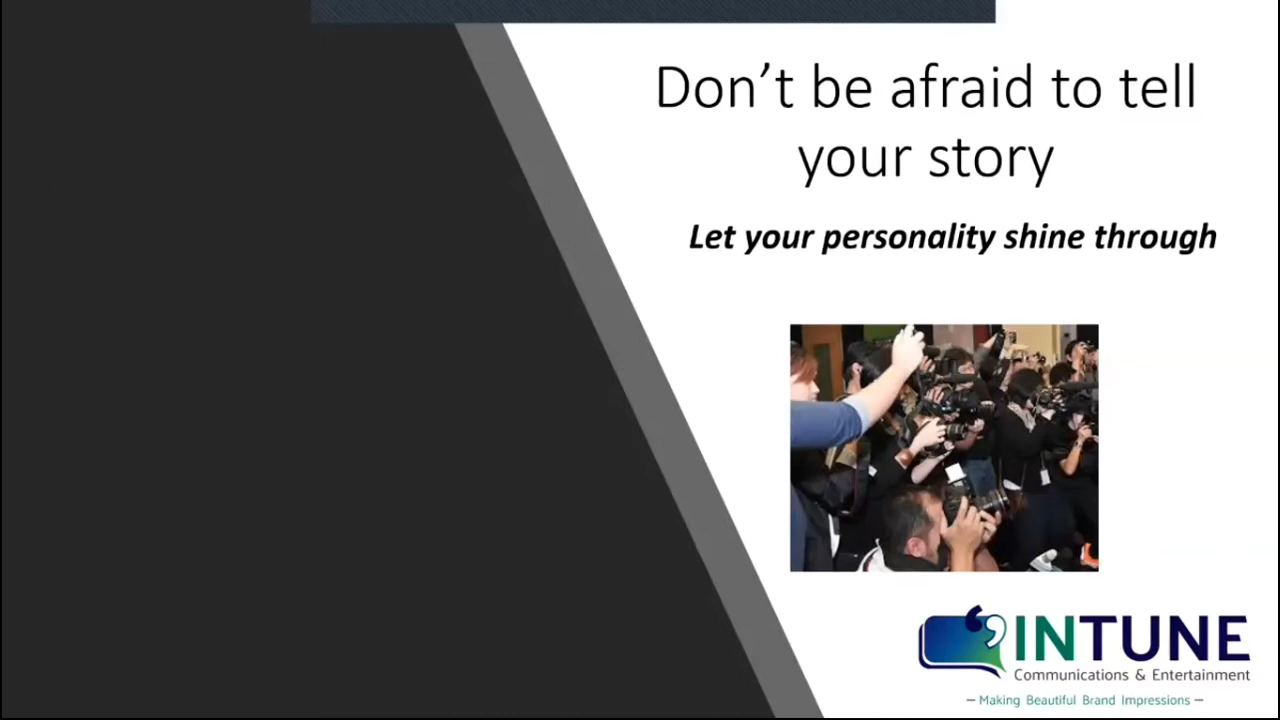 Don’t be afraid to tell
your story
Let your personality shine through
INTUNE
Communications & Entertainment
— Making Beautiful Brand Impressions —